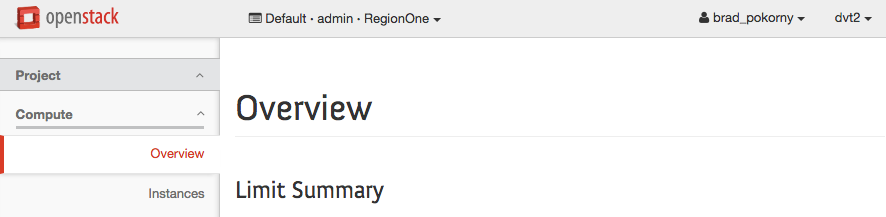 openstack
Default · admin · RegionOne
brad_pokorny
dvt2
Project
Compute
Overview
Instances
Overview
Limit Summary